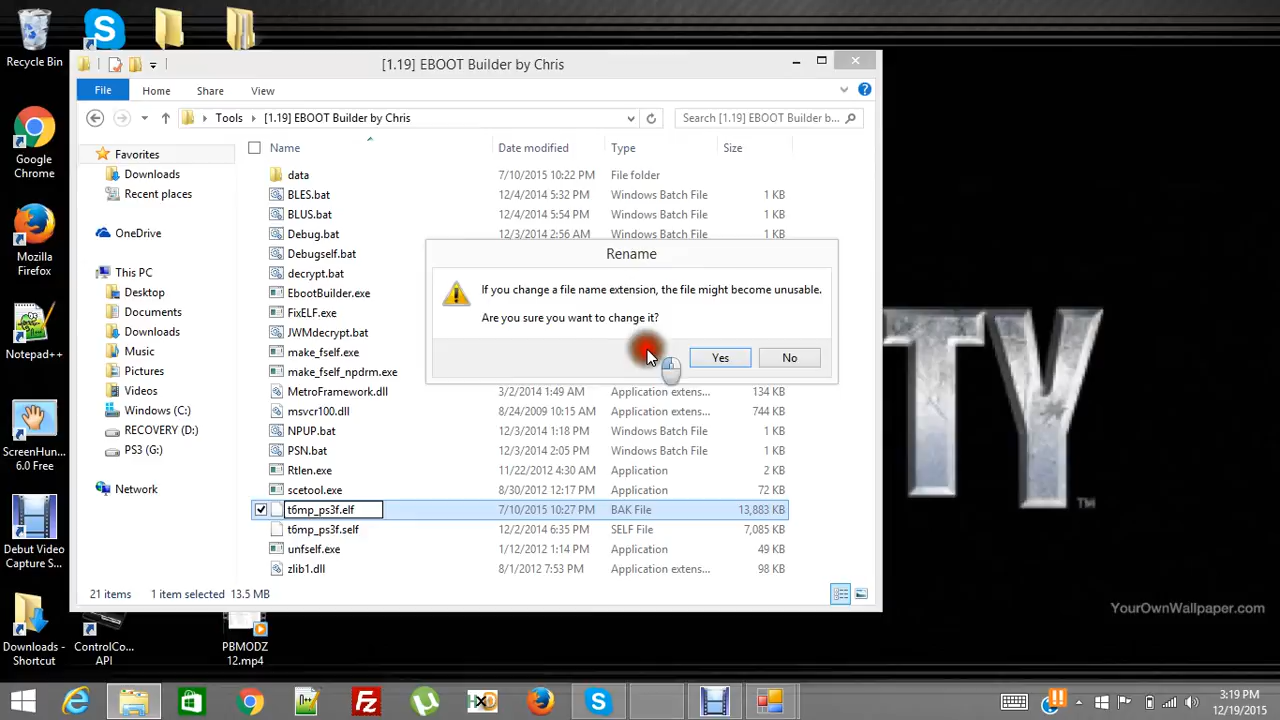 [1.19] EBOOT Builder by Chris
File Home Share View
Tools [1.19] EBOOT Builder by Chris Search [1.19] EBOOT Builder b...
Name Date modified Type Size
Favorites
Downloads
Recent places
OneDrive
This PC
Desktop
Documents
Downloads
Music
Pictures
Videos
Windows (C:)
RECOVERY (D:)
PS3 (G:)
Network
data 7/10/2015 10:22 PM File folder
BLES.bat 12/4/2014 5:32 PM Windows Batch File 1 KB
BLUS.bat 12/4/2014 5:54 PM Windows Batch File 1 KB
Debug.bat 12/3/2014 2:56 AM Windows Batch File 1 KB
Debugself.bat
decrypt.bat
EbootBuilder.exe
FixELF.exe
JWMdecrypt.bat
make_fself.exe
make_fself_npdrm.exe
MetroFramework.dll 3/2/2014 1:49 AM Application extens... 134 KB
msvcr100.dll 8/24/2009 10:15 AM Application extens... 744 KB
NPUP.bat 12/3/2014 1:18 PM Windows Batch File 1 KB
PSN.bat 12/3/2014 2:05 PM Windows Batch File 1 KB
Rtlen.exe 11/22/2012 4:30 AM Application 2 KB
scetool.exe 8/30/2012 12:17 PM Application 72 KB
t6mp_ps3f.elf 7/10/2015 10:27 PM BAK File 13,883 KB
t6mp_ps3f.self 12/2/2014 6:35 PM SELF File 7,085 KB
unfself.exe 1/12/2012 1:14 PM Application 49 KB
zlib1.dll 8/1/2012 7:53 PM Application extens... 98 KB
21 items 1 item selected 13.5 MB
Rename
If you change a file name extension, the file might become unusable.
Are you sure you want to change it?
Yes No
Recycle Bin
Google
Chrome
Mozilla
Firefox
Notepad++
ScreenHun...
6.0 Free
Debut Video
Capture S...
Downloads -
Shortcut
ControlCo...
API
PBMODZ
12.mp4
TY
TM
YourOwnWallpaper.com
3:19 PM
12/19/2015